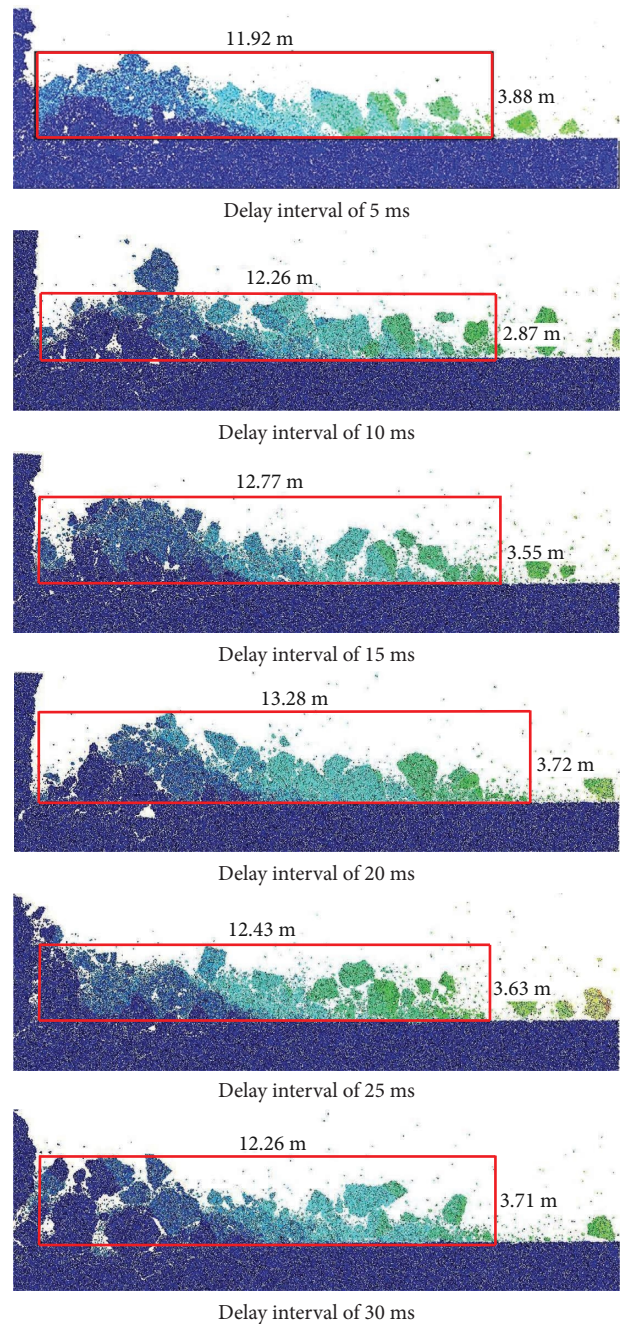 11.92 m
3.88 m
Delay interval of 5 ms
12.26 m
2.87 m
Delay interval of 10 ms
12.77 m
3.55 m
Delay interval of 15 ms
13.28 m
3.72 m
Delay interval of 20 ms
12.43 m
3.63 m
Delay interval of 25 ms
12.26 m
3.71 m
Delay interval of 30 ms